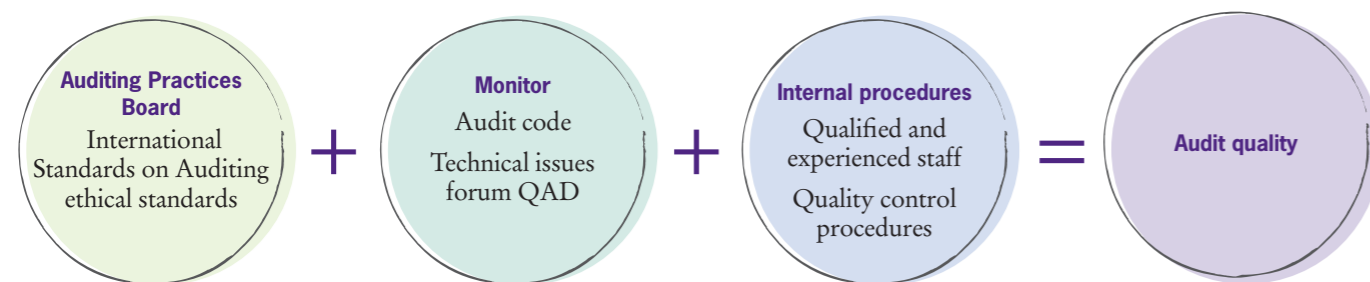 Auditing Practices
Board
International
Standards on Auditing
ethical standards
+
Monitor
Audit code
Technical issues
forum QAD
+
Internal procedures
Qualified and
experienced staff
Quality control
procedures
=
Audit quality